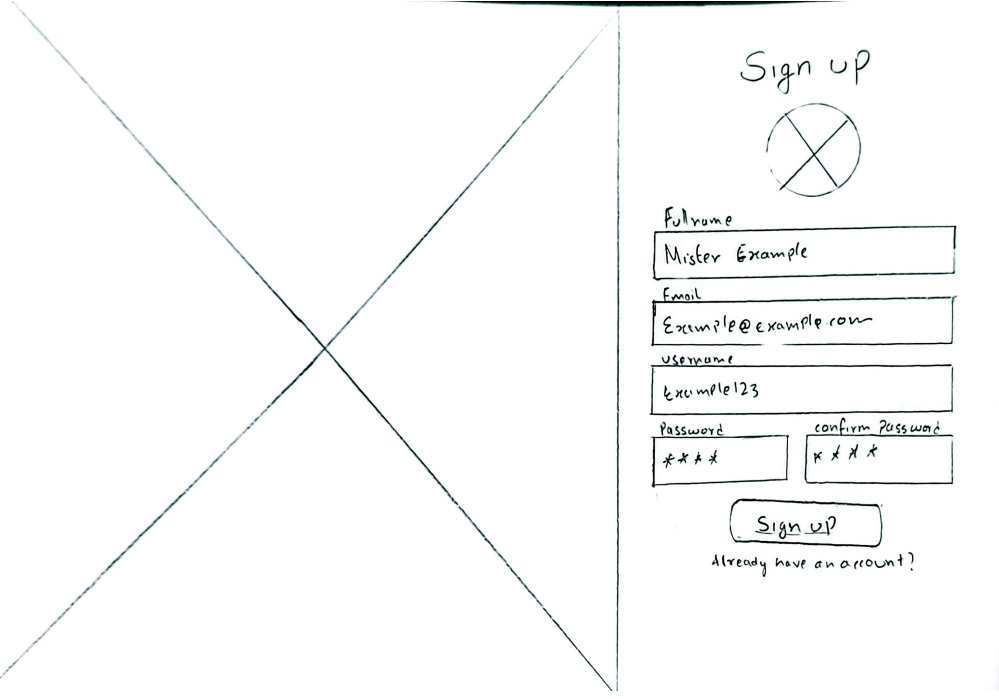 Sign up
Fullname
Mister Example
Email
Example@example.com
username
Example123
Password confirm Password
**** ****
Sign up
Already have an account?